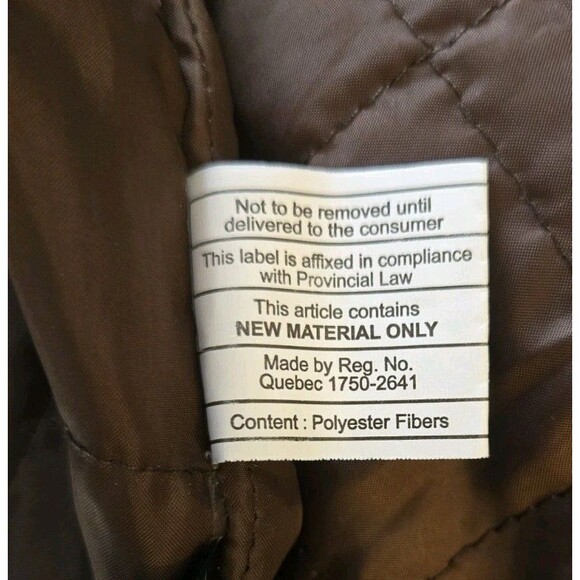 Not to be removed until
delivered to the consumer
This label is affixed in compliance
with Provincial Law
This article contains
NEW MATERIAL ONLY
Made by Reg. No.
Quebec 1750-2641
Content : Polyester Fibers